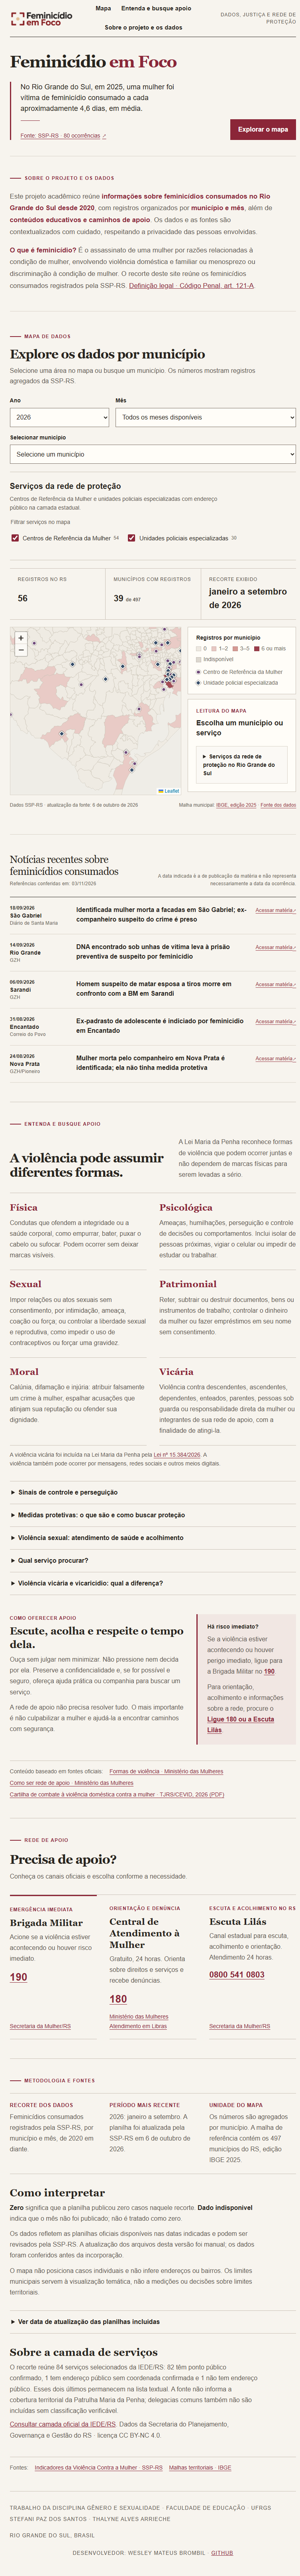 Feminicídio
em Foco
Mapa
Entenda e busque apoio
Sobre o projeto e os dados
DADOS, JUSTIÇA E REDE DE
PROTEÇÃO
Feminicídio em Foco
No Rio Grande do Sul, em 2025, uma mulher foi
vítima de feminicídio consumado a cada
aproximadamente 4,6 dias, em média.
Fonte: SSP-RS · 80 ocorrências ↗
Explorar o mapa
SOBRE O PROJETO E OS DADOS
Este projeto acadêmico reúne informações sobre feminicídios consumados no Rio
Grande do Sul desde 2020, com registros organizados por município e mês, além de
conteúdos educativos e caminhos de apoio. Os dados e as fontes são
contextualizados com cuidado, respeitando a privacidade das pessoas envolvidas.
O que é feminicídio? É o assassinato de uma mulher por razões relacionadas à
condição de mulher, envolvendo violência doméstica e familiar ou menosprezo ou
discriminação à condição de mulher. O recorte deste site reúne os feminicídios
consumados registrados pela SSP-RS. Definição legal · Código Penal, art. 121-A.
MAPA DE DADOS
Explore os dados por município
Selecione uma área no mapa ou busque um município. Os números mostram registros
agregados da SSP-RS.
Ano
Mês
2026
Todos os meses disponíveis
Selecionar município
Selecione um município
Serviços da rede de proteção
Centros de Referência da Mulher e unidades policiais especializadas com endereço
público na camada estadual.
Filtrar serviços no mapa
Centros de Referência da Mulher 54
Unidades policiais especializadas 30
REGISTROS NO RS
56
MUNICÍPIOS COM REGISTROS
39 de 497
RECORTE EXIBIDO
janeiro a setembro
de 2026
+
−
Leaflet
Registros por município
0
1–2
3–5
6 ou mais
Indisponível
Centro de Referência da Mulher
Unidade policial especializada
LEITURA DO MAPA
Escolha um município ou
serviço
Serviços da rede de
proteção no Rio Grande do
Sul
Dados SSP-RS · atualização da fonte: 6 de outubro de 2026
Malha municipal: IBGE, edição 2025 · Fonte dos dados
Notícias recentes sobre
feminicídios consumados
Referências conferidas em: 03/11/2026
A data indicada é a de publicação da matéria e não representa
necessariamente a data da ocorrência.
18/09/2026
São Gabriel
Diário de Santa Maria
Identificada mulher morta a facadas em São Gabriel; ex-
companheiro suspeito do crime é preso
Acessar matéria ↗
14/09/2026
Rio Grande
GZH
DNA encontrado sob unhas de vítima leva à prisão
preventiva de suspeito por feminicídio
Acessar matéria ↗
Sarandi
GZH
Homem suspeito de matar esposa a tiros morre em
confronto com a BM em Sarandi
Acessar matéria ↗
31/08/2026
Encantado
Correio do Povo
Ex-padrasto de adolescente é indiciado por feminicídio
em Encantado
Acessar matéria ↗
24/08/2026
Nova Prata
GZH/Pioneiro
Mulher morta pelo companheiro em Nova Prata é
identificada; ela não tinha medida protetiva
Acessar matéria ↗
ENTENDA E BUSQUE APOIO
A violência pode assumir
diferentes formas.
A Lei Maria da Penha reconhece formas
de violência que podem ocorrer juntas e
não dependem de marcas físicas para
serem levadas a sério.
Física
Condutas que ofendem a integridade ou a
saúde corporal, como empurrar, bater, puxar o
cabelo ou sufocar. Podem ocorrer sem deixar
marcas visíveis.
Psicológica
Ameaças, humilhações, perseguição e controle
de decisões ou comportamentos. Inclui isolar de
pessoas próximas, vigiar o celular ou impedir de
estudar ou trabalhar.
Sexual
Impor relações ou atos sexuais sem
consentimento, por intimidação, ameaça,
coação ou força; ou controlar a liberdade sexual
e reprodutiva, como impedir o uso de
contraceptivos ou forçar uma gravidez.
Patrimonial
Reter, subtrair ou destruir documentos, bens ou
instrumentos de trabalho; controlar o dinheiro
da mulher ou fazer empréstimos em seu nome
sem consentimento.
Moral
Calúnia, difamação e injúria: atribuir falsamente
um crime à mulher, espalhar acusações que
atinjam sua reputação ou ofender sua
dignidade.
Vicária
Violência contra descendentes, ascendentes,
dependentes, enteados, parentes, pessoas sob
guarda ou responsabilidade da mulher ou
integrantes de sua rede de apoio, com a
finalidade de atingi-la.
A violência vicária foi incluída na Lei Maria da Penha pela Lei nº 15.384/2026. A
violência também pode ocorrer por mensagens, redes sociais e outros meios digitais.
Sinais de controle e perseguição
Medidas protetivas: o que são e como buscar proteção
Violência sexual: atendimento de saúde e acolhimento
Qual serviço procurar?
Violência vicária e vicaricídio: qual a diferença?
COMO OFERECER APOIO
Escute, acolha e respeite o tempo
dela.
Ouça sem julgar nem minimizar. Não pressione nem decida
por ela. Preserve a confidencialidade e, se for possível e
seguro, ofereça ajuda prática ou companhia para buscar um
serviço.
A rede de apoio não precisa resolver tudo. O mais importante
é não culpabilizar a mulher e ajudá-la a encontrar caminhos
com segurança.
Há risco imediato?
Se a violência estiver
acontecendo ou houver
perigo imediato, ligue para
a Brigada Militar no 190.
Para orientação,
acolhimento e informações
sobre a rede, procure o
Ligue 180 ou a Escuta
Lilás.
Conteúdo baseado em fontes oficiais:
Formas de violência · Ministério das Mulheres
Como ser rede de apoio · Ministério das Mulheres
Cartilha de combate à violência doméstica contra a mulher · TJRS/CEVID, 2026 (PDF)
REDE DE APOIO
Precisa de apoio?
Conheça os canais oficiais e escolha conforme a necessidade.
EMERGÊNCIA IMEDIATA
Brigada Militar
Acione se a violência estiver
acontecendo ou houver risco
imediato.
190
Secretaria da Mulher/RS
ORIENTAÇÃO E DENÚNCIA
Central de
Atendimento à
Mulher
Gratuito, 24 horas. Orienta
sobre direitos e serviços e
recebe denúncias.
180
Ministério das Mulheres
Atendimento em Libras
ESCUTA E ACOLHIMENTO NO RS
Escuta Lilás
Canal estadual para escuta,
acolhimento e orientação.
Atendimento 24 horas.
0800 541 0803
Secretaria da Mulher/RS
METODOLOGIA E FONTES
RECORTE DOS DADOS
Feminicídios consumados
registrados pela SSP-RS, por
município e mês, de 2020 em
diante.
PERÍODO MAIS RECENTE
2026: janeiro a setembro. A
planilha foi atualizada pela
SSP-RS em 6 de outubro de
2026.
UNIDADE DO MAPA
Os números são agregados
por município. A malha de
referência contém os 497
municípios do RS, edição
IBGE 2025.
Como interpretar
Zero significa que a planilha publicou zero casos naquele recorte. Dado indisponível
indica que o mês não foi publicado; não é tratado como zero.
Os dados refletem as planilhas oficiais disponíveis nas datas indicadas e podem ser
revisados pela SSP-RS. A atualização dos arquivos desta versão foi manual, os dados
foram conferidos antes da incorporação.
O mapa não posiciona casos individuais e não infere endereços ou bairros. Os limites
municipais servem à visualização temática, não a medições ou decisões sobre limites
territoriais.
Ver data de atualização das planilhas incluídas
Sobre a camada de serviços
O recorte reúne 84 serviços selecionados da IEDE/RS: 82 têm ponto público
confirmado, 1 tem endereço público sem coordenada confirmada e 1 não tem endereço
público. Esses dois últimos permanecem na lista textual. A fonte não informa a
cobertura territorial da Patrulha Maria da Penha; delegacias comuns também não são
incluídas sem classificação verificável.
Consultar camada oficial da IEDE/RS. Dados da Secretaria do Planejamento,
Governança e Gestão do RS · licença CC BY-NC 4.0.
Fontes:
Indicadores da Violência Contra a Mulher · SSP-RS
Malhas territoriais · IBGE
TRABALHO DA DISCIPLINA GÊNERO E SEXUALIDADE · FACULDADE DE EDUCAÇÃO · UFRGS
STEFANI PAZ DOS SANTOS · THALYNE ALVES ARRIECHE
RIO GRANDE DO SUL, BRASIL
DESENVOLVEDOR: WESLEY MATEUS BROMBIL · GITHUB